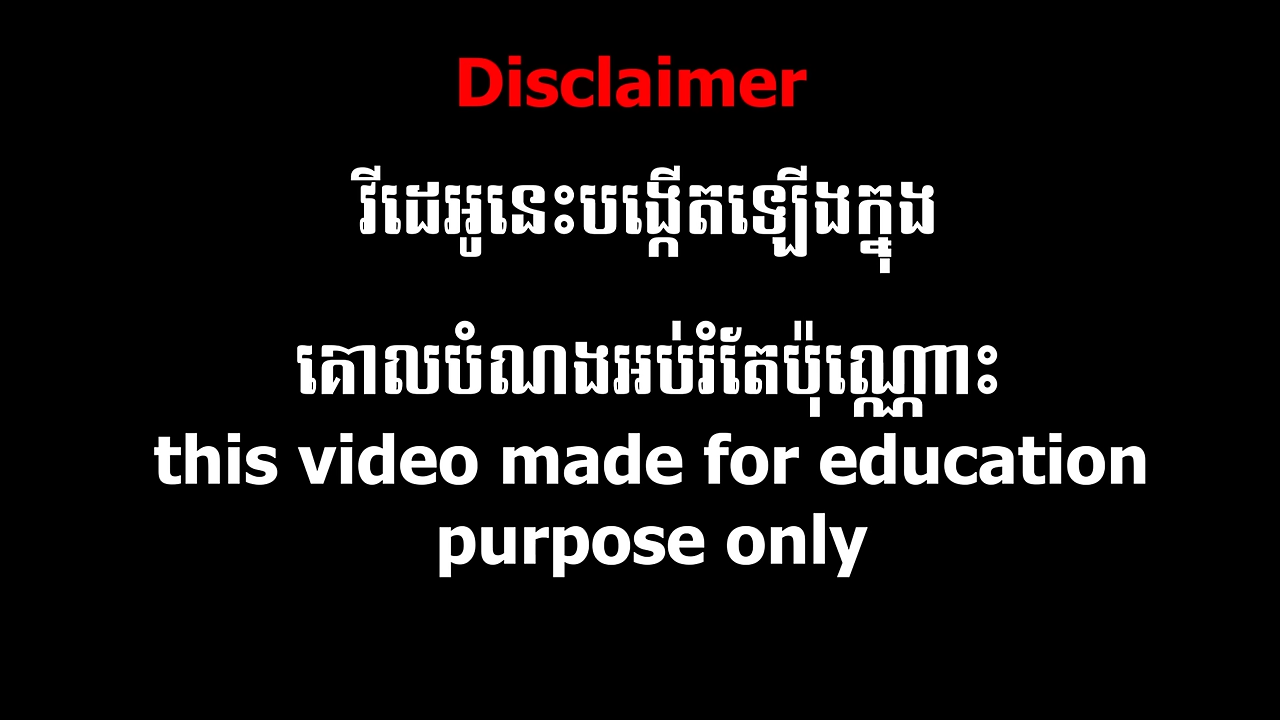 Disclaimer
វីដេអូនេះបង្កើតឡើងក្នុង
គោលបំណងអប់រំតែប៉ុណ្ណោះ
this video made for education
purpose only